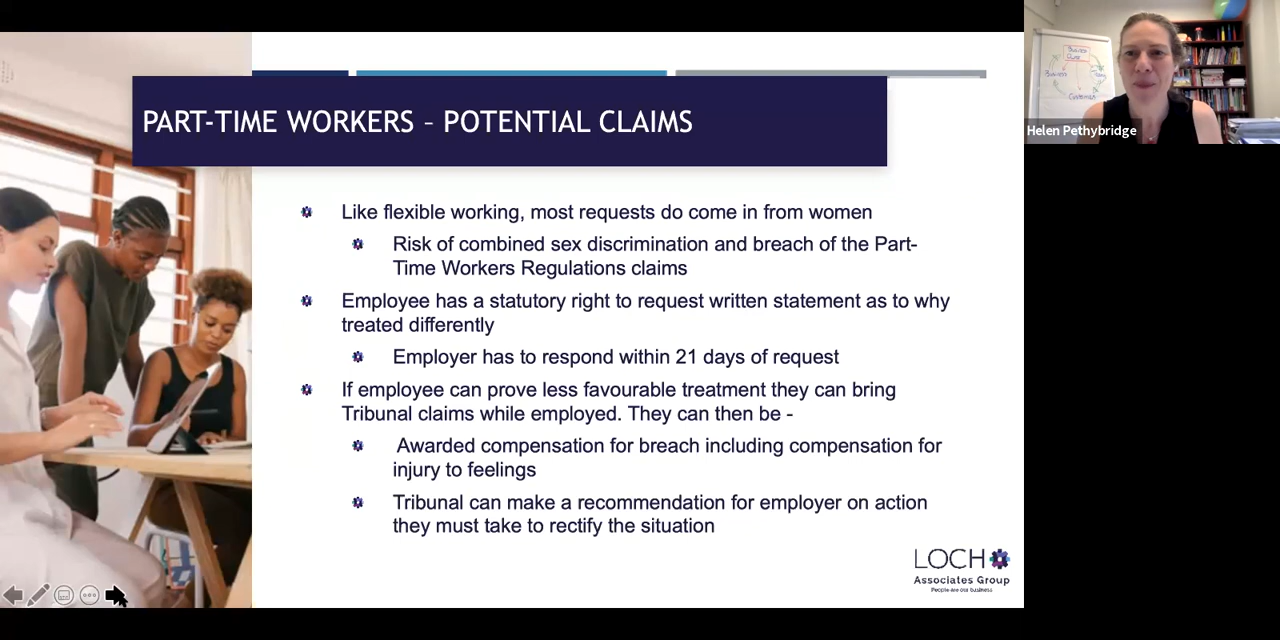 PART-TIME WORKERS – POTENTIAL CLAIMS
Like flexible working, most requests do come in from women
Risk of combined sex discrimination and breach of the Part-
Time Workers Regulations claims
Employee has a statutory right to request written statement as to why
treated differently
Employer has to respond within 21 days of request
If employee can prove less favourable treatment they can bring
Tribunal claims while employed. They can then be -
Awarded compensation for breach including compensation for
injury to feelings
Tribunal can make a recommendation for employer on action
they must take to rectify the situation
LOCH
Associates Group
People are our business
Helen Pethybridge